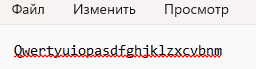 Файл Изменить Просмотр
Qwertyuiopasdfghjklzxcvbnm